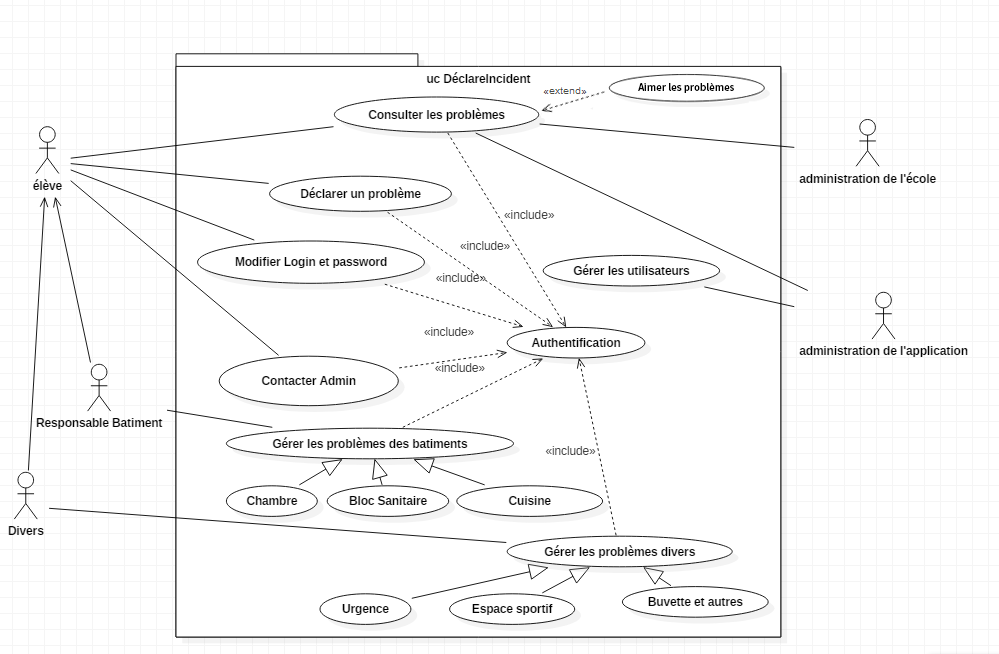 uc DéclareIncident
«extend»
Aimer les problèmes
Consulter les problèmes
élève
administration de l'école
Déclarer un problème
«include»
«include»
Modifier Login et password
Gérer les utilisateurs
«include»
«include»
Authentification
administration de l'application
«include»
Contacter Admin
Responsable Batiment
Gérer les problèmes des batiments
«include»
Chambre
Bloc Sanitaire
Cuisine
Divers
Gérer les problèmes divers
Urgence
Espace sportif
Buvette et autres